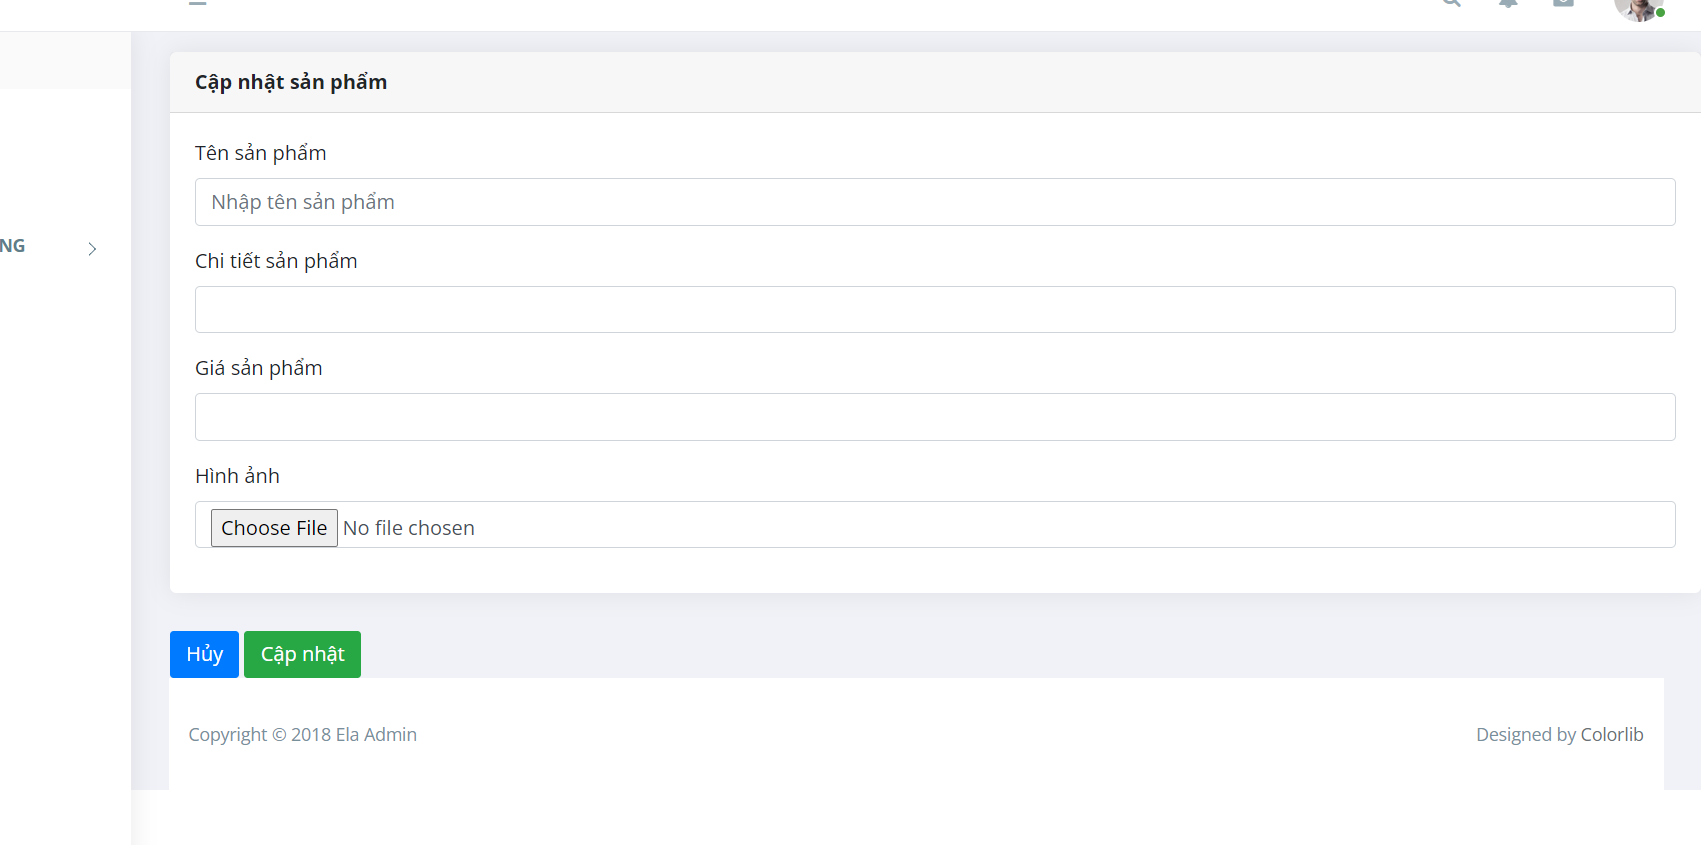 Cập nhật sản phẩm
Tên sản phẩm
Nhập tên sản phẩm
NG
Chi tiết sản phẩm
Giá sản phẩm
Hình ảnh
Choose File No file chosen
Hủy Cập nhật
Copyright © 2018 Ela Admin Designed by Colorlib